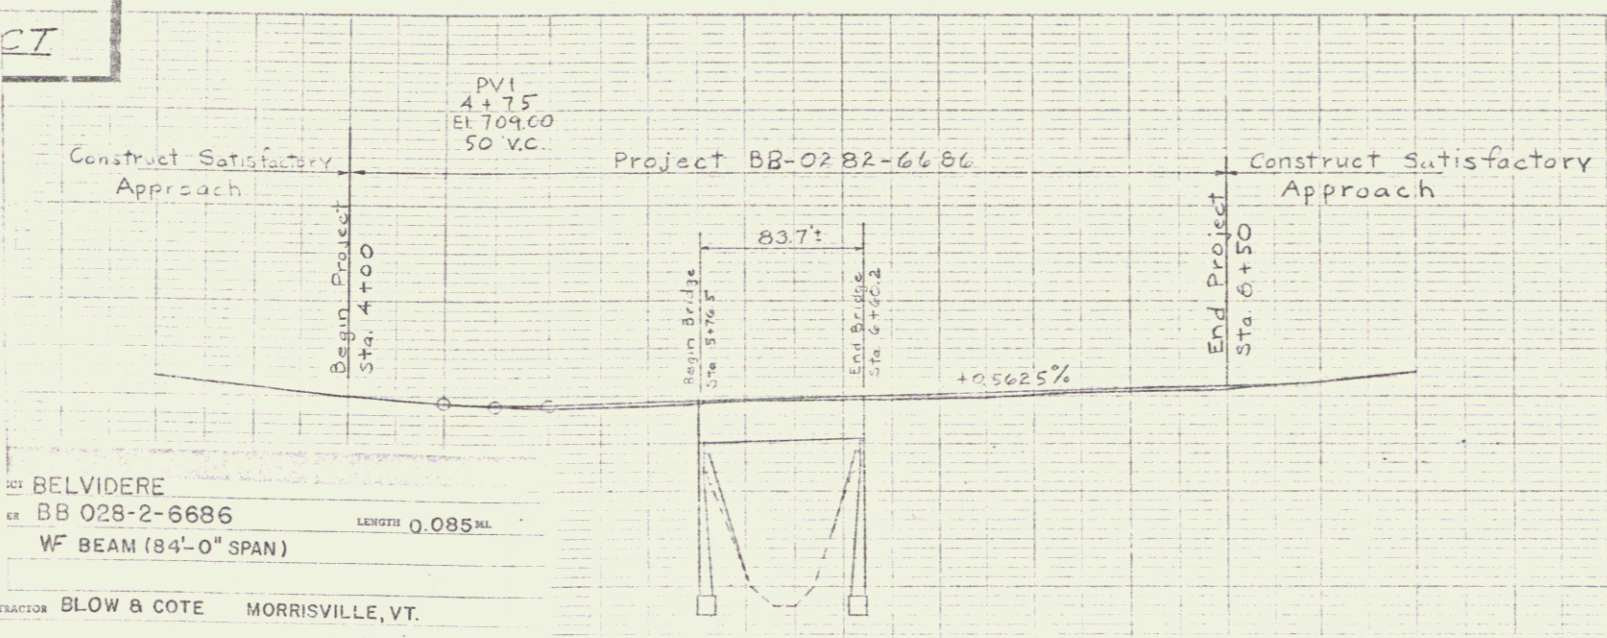 CT
PVI
4+75
El. 709.00
50' V.C.
Construct Satisfactory
Approach
Project BB-0282-6686
Construct Satisfactory
Approach
Begin Project
Sta. 4+00
83.7'±
Begin Bridge
Sta 5+76.5
End Bridge
Sta 6+60.2
End Project
Sta. 8+50
+0.5625%
BELVIDERE
BB 028-2-6686 LENGTH 0.085 MI.
WF BEAM (84'-0" SPAN)
BLOW & COTE MORRISVILLE, VT.